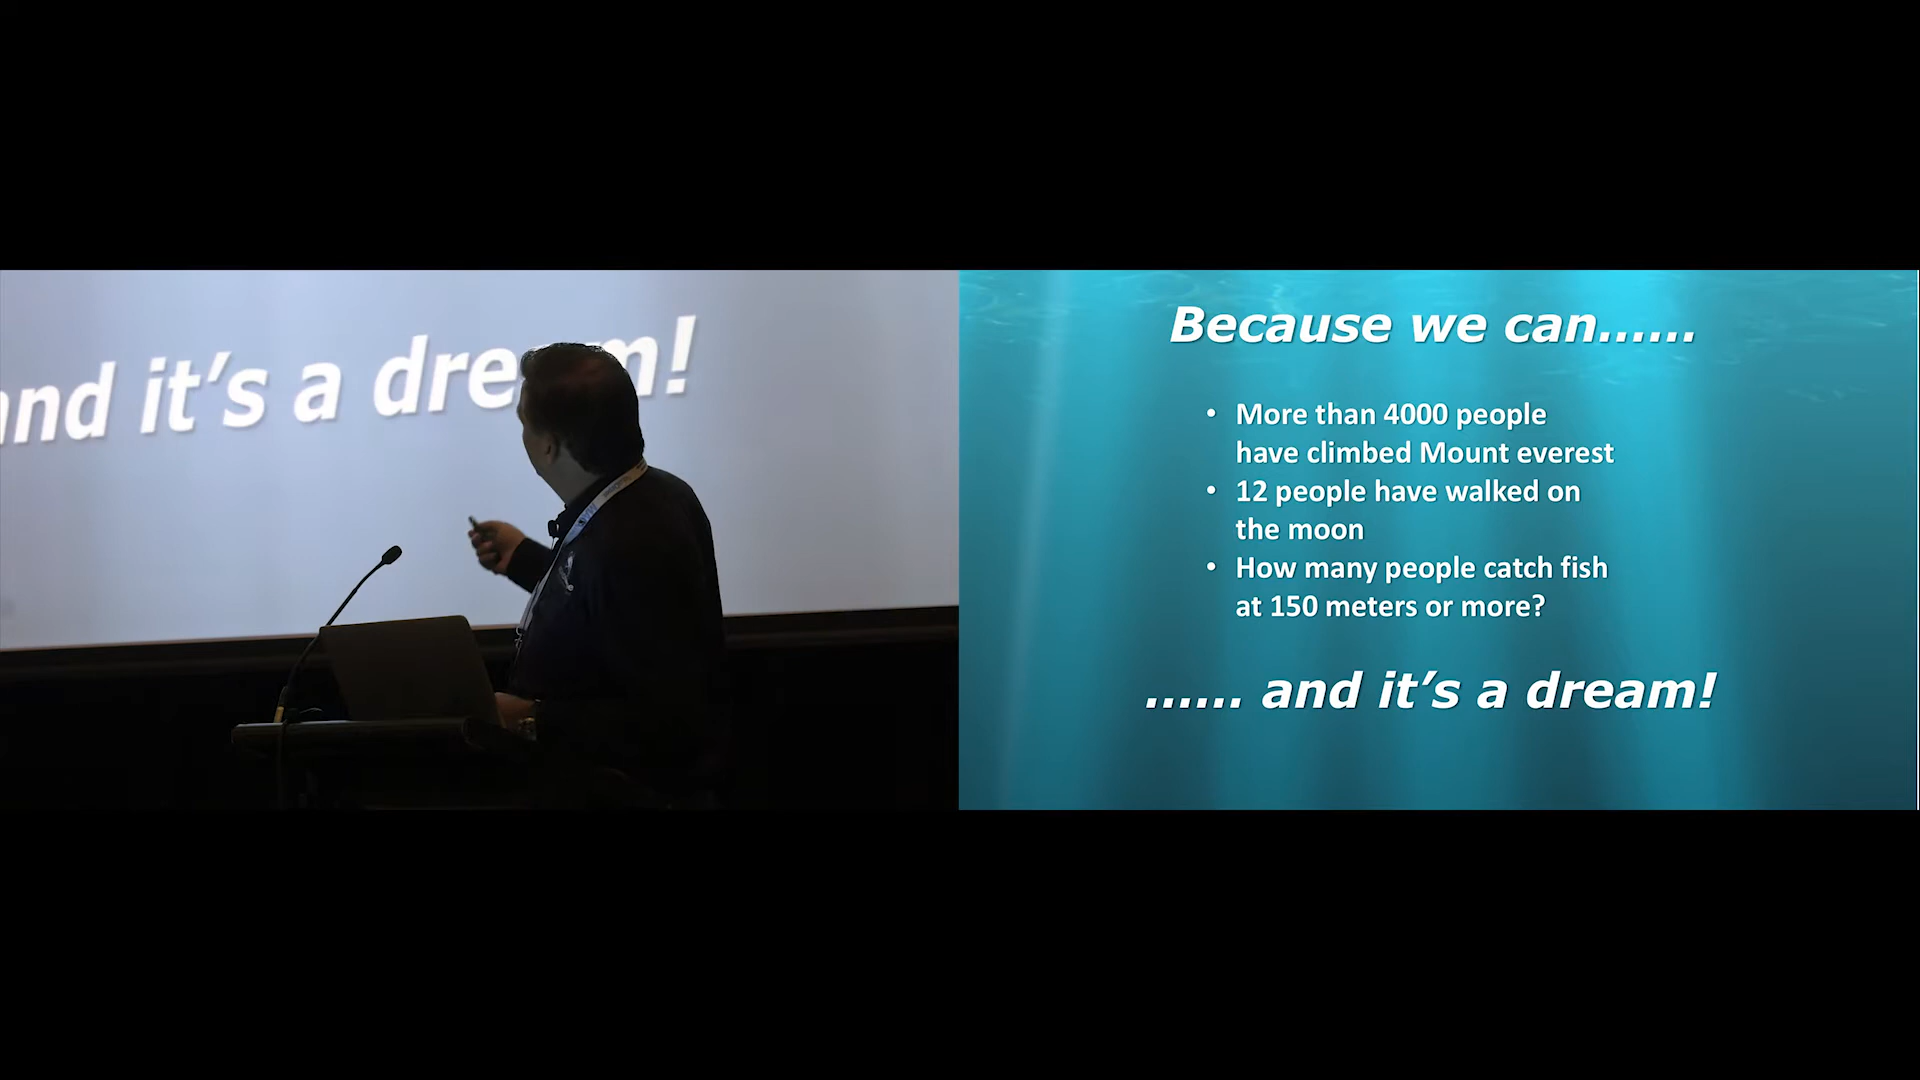 and it's a dream!
Because we can......
• More than 4000 people
have climbed Mount everest
• 12 people have walked on
the moon
• How many people catch fish
at 150 meters or more?
...... and it's a dream!